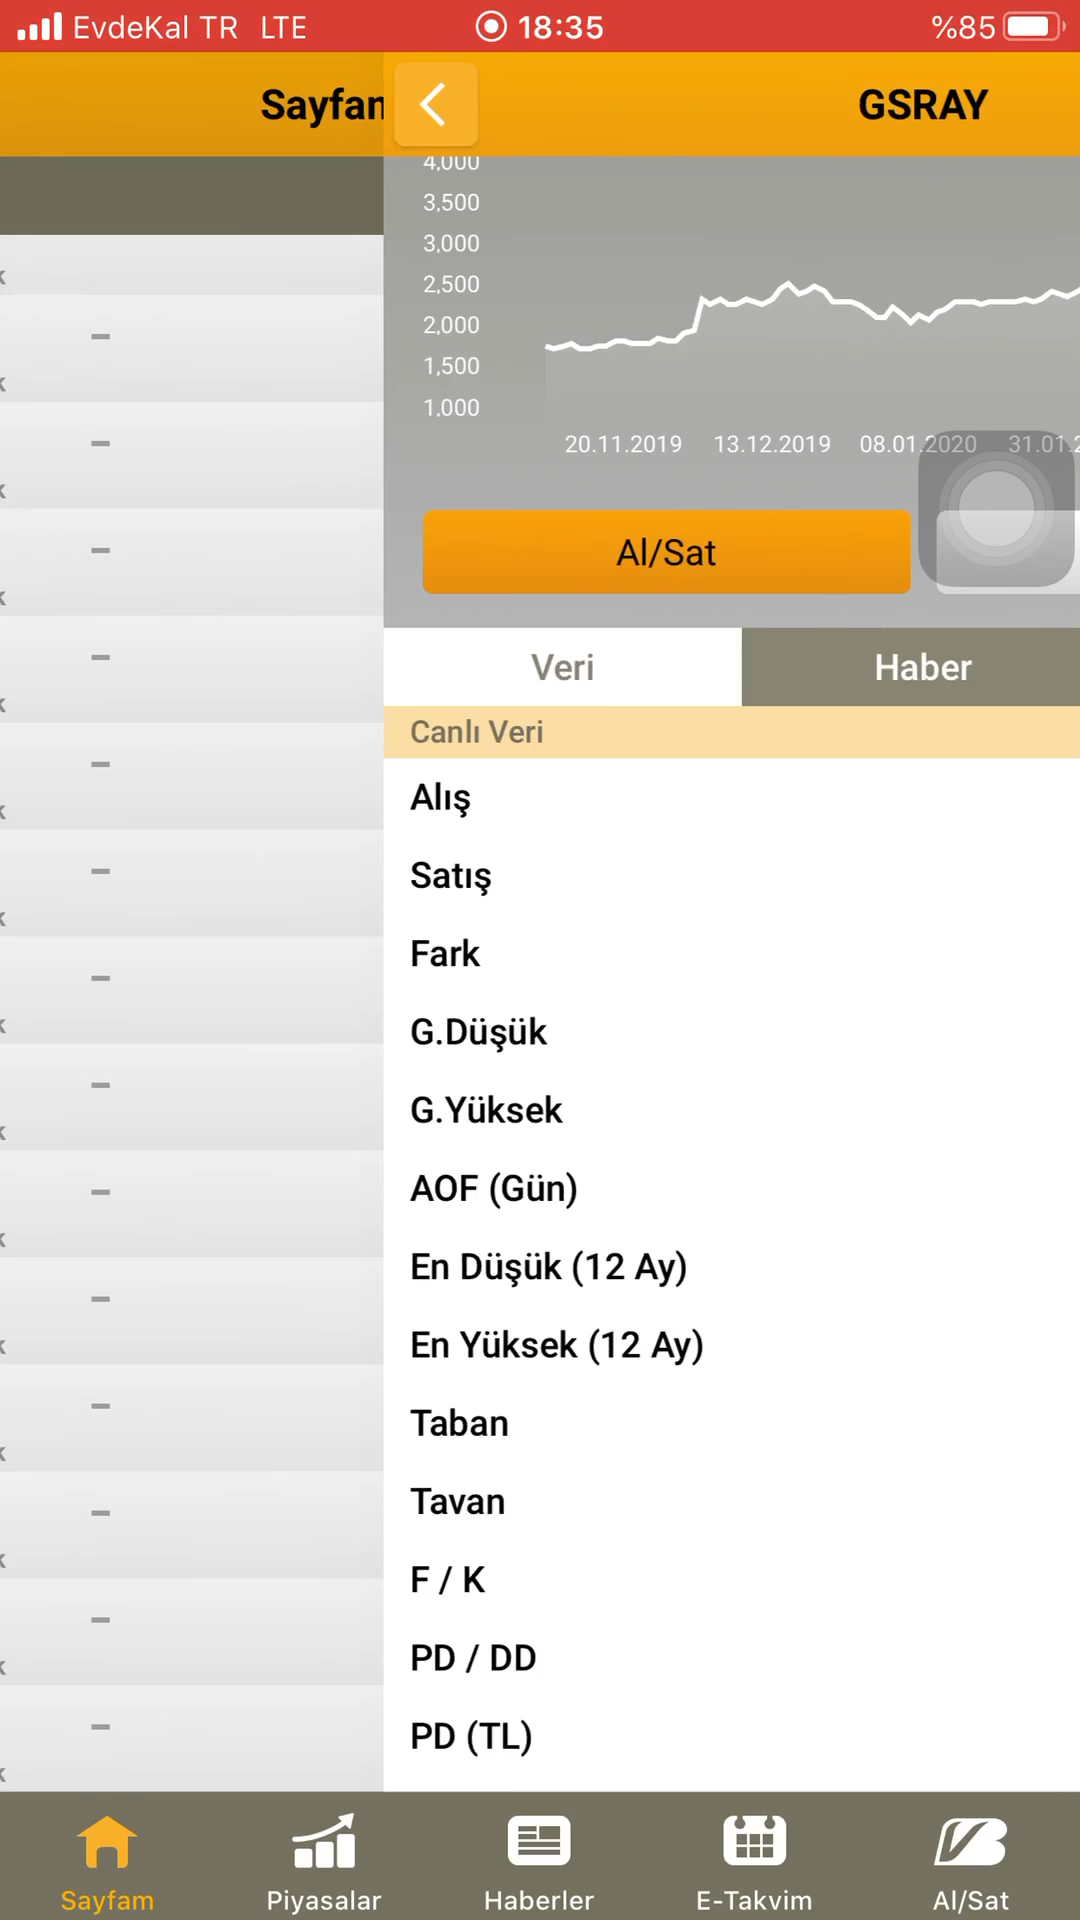 EvdeKal TR LTE 18:35 %85
GSRAY
4,000
3,500
3,000
2,500
2,000
1,500
1,000
20.11.2019 13.12.2019 08.01.2020
Al/Sat
Veri Haber
Canlı Veri
Alış
Satış
Fark
G.Düşük
G.Yüksek
AOF (Gün)
En Düşük (12 Ay)
En Yüksek (12 Ay)
Taban
Tavan
F / K
PD / DD
PD (TL)
Sayfam Piyasalar Haberler E-Takvim Al/Sat